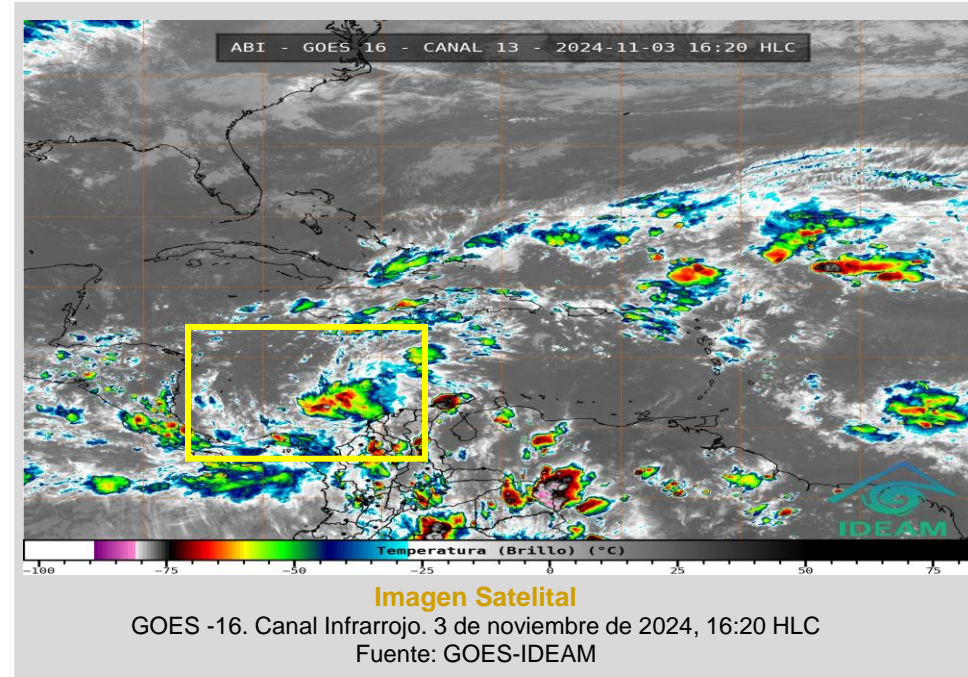 ABI - GOES 16 - CANAL 13 - 2024-11-03 16:20 HLC
IDEAM
Temperatura (Brillo) (°C)
-100 -75 -50 -25 0 25 50 75
Imagen Satelital
GOES -16. Canal Infrarrojo. 3 de noviembre de 2024, 16:20 HLC
Fuente: GOES-IDEAM